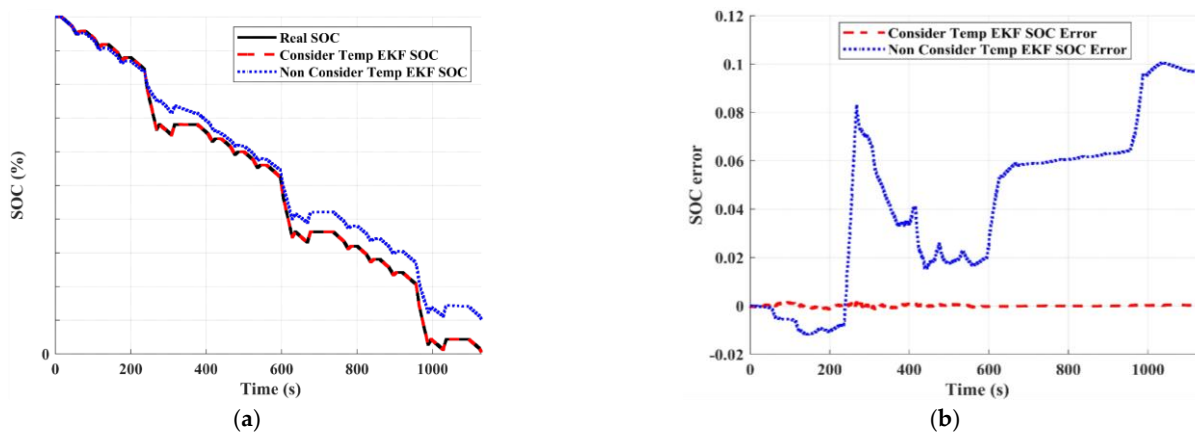 Real SOC
Consider Temp EKF SOC
Non Consider Temp EKF SOC
SOC (%)
0
0
200
400
600
800
1000
Time (s)
(a)
0.12
0.1
0.08
0.06
0.04
0.02
0
-0.02
Consider Temp EKF SOC Error
Non Consider Temp EKF SOC Error
SOC error
0
200
400
600
800
1000
Time (s)
(b)